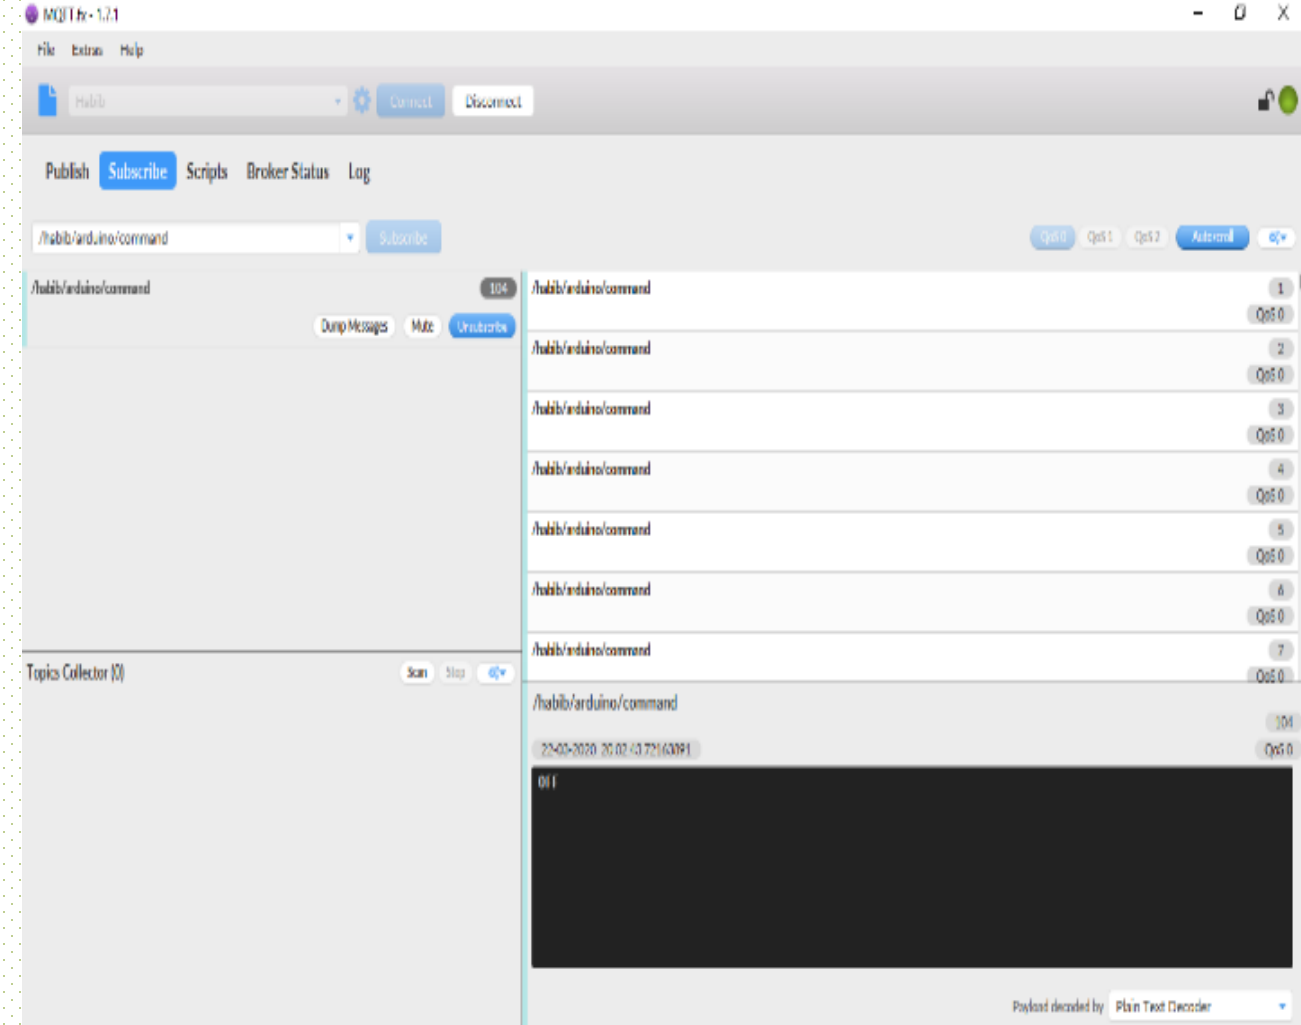 MQTT.fx - 1.7.1
File Extras Help
Habib Connect Disconnect
Publish Subscribe Scripts Broker Status Log
/habib/arduino/command Subscribe QoS 0 QoS 1 QoS 2 Autoscroll
/habib/arduino/command 104
Dump Messages Mute Unsubscribe
/habib/arduino/command 1
QoS 0
/habib/arduino/command 2
QoS 0
/habib/arduino/command 3
QoS 0
/habib/arduino/command 4
QoS 0
/habib/arduino/command 5
QoS 0
/habib/arduino/command 6
QoS 0
/habib/arduino/command 7
QoS 0
Topics Collector (0) Scan Stop
/habib/arduino/command
104
QoS 0
Payload decoded by Plain Text Decoder